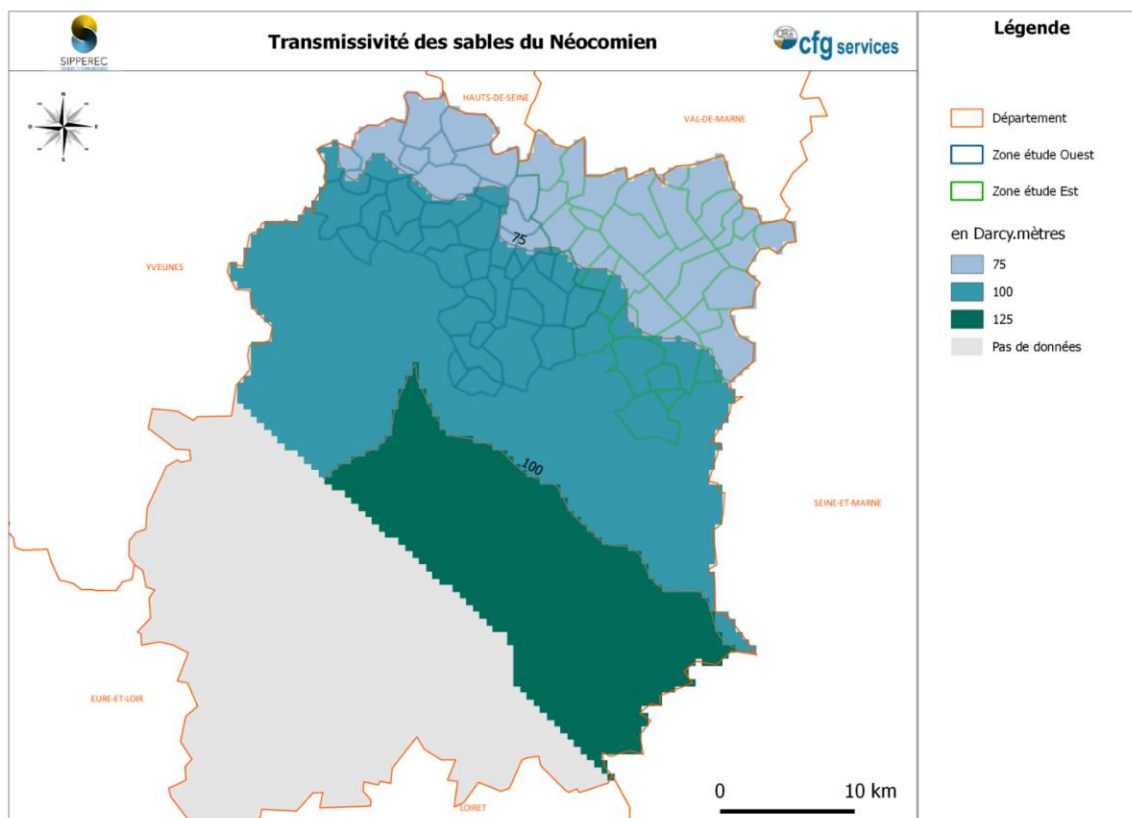 SIPPEREC
Transmissivité des sables du Néocomien
CFG
cfg services
N
O
E
S
HAUTS-DE-SEINE
VAL-DE-MARNE
YVELINES
75
100
SEINE-ET-MARNE
EURE-ET-LOIR
LOIRET
0
10 km
Légende
Département
Zone étude Ouest
Zone étude Est
en Darcy.mètres
75
100
125
Pas de données